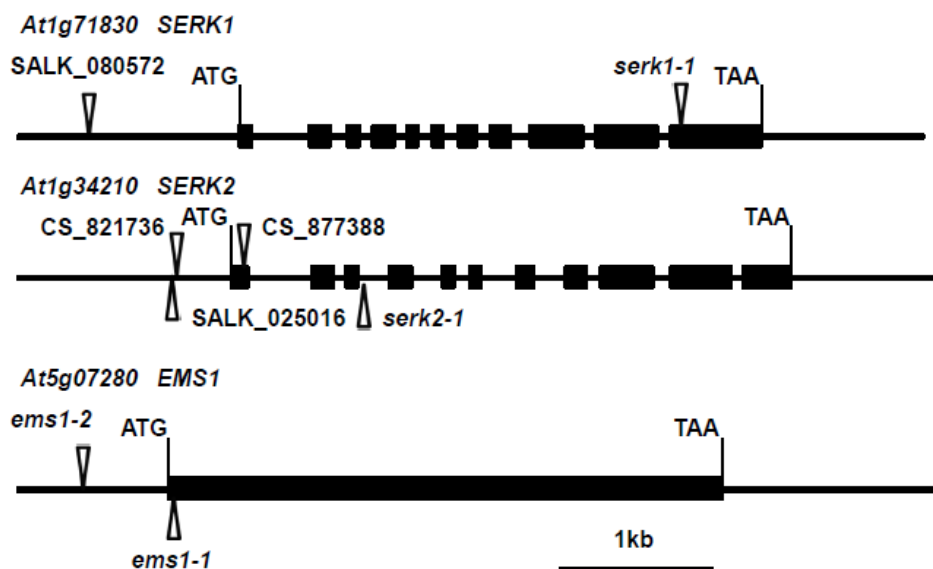 At1g71830 SERK1
SALK_080572
ATG
serk1-1
TAA
At1g34210 SERK2
CS_821736
ATG
CS_877388
TAA
SALK_025016
serk2-1
At5g07280 EMS1
ems1-2
ATG
TAA
ems1-1
1kb